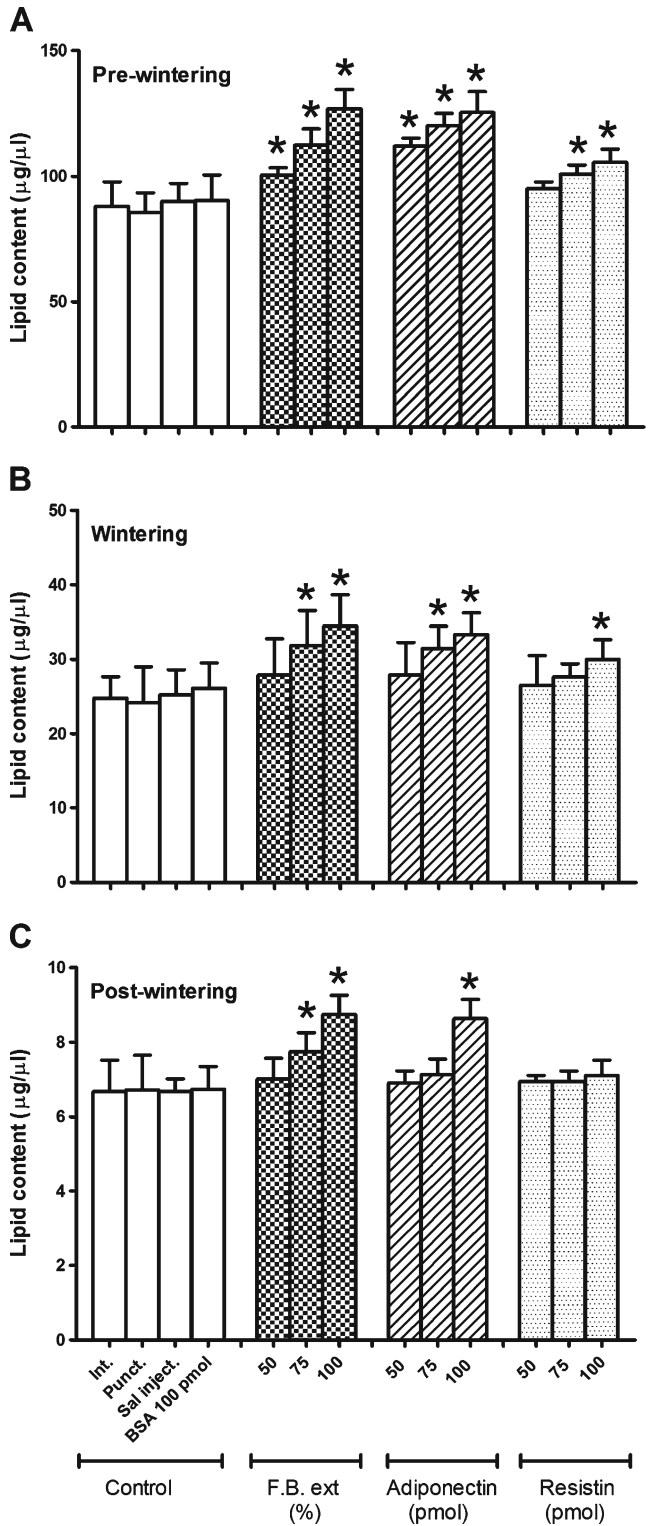 A
Pre-wintering
Lipid content (μg/μl)
150
100
50
0
* * * * * * * *
B
Wintering
Lipid content (μg/μl)
50
40
30
20
10
0
* * * * *
C
Post-wintering
Lipid content (μg/μl)
10
8
6
4
2
0
* * *
Int. Punct. Sal inject. BSA 100 pmol 50 75 100 50 75 100 50 75 100
Control F.B. ext Adiponectin Resistin
(%) (pmol) (pmol)